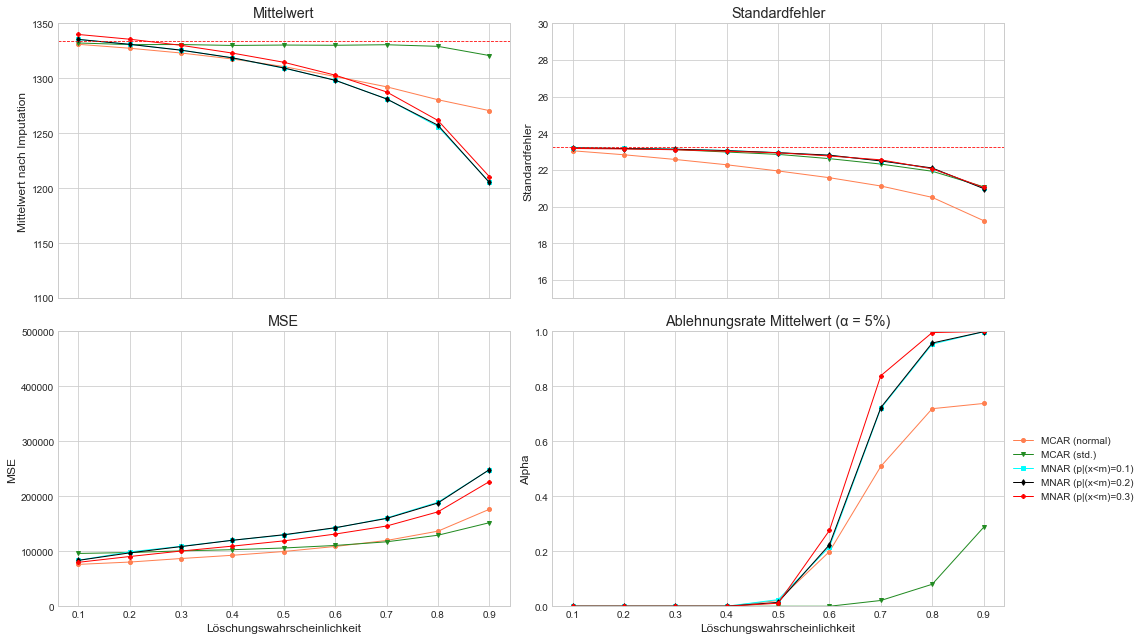 Mittelwert
1350
1300
1250
1200
1150
1100
Mittelwert nach Imputation
Standardfehler
30
28
26
24
22
20
18
16
Standardfehler
MSE
500000
400000
300000
200000
100000
0
MSE
0.1 0.2 0.3 0.4 0.5 0.6 0.7 0.8 0.9
Löschungswahrscheinlichkeit
Ablehnungsrate Mittelwert (α = 5%)
1.0
0.8
0.6
0.4
0.2
0.0
Alpha
0.1 0.2 0.3 0.4 0.5 0.6 0.7 0.8 0.9
Löschungswahrscheinlichkeit
MCAR (normal)
MCAR (std.)
MNAR (p|(x<m)=0.1)
MNAR (p|(x<m)=0.2)
MNAR (p|(x<m)=0.3)